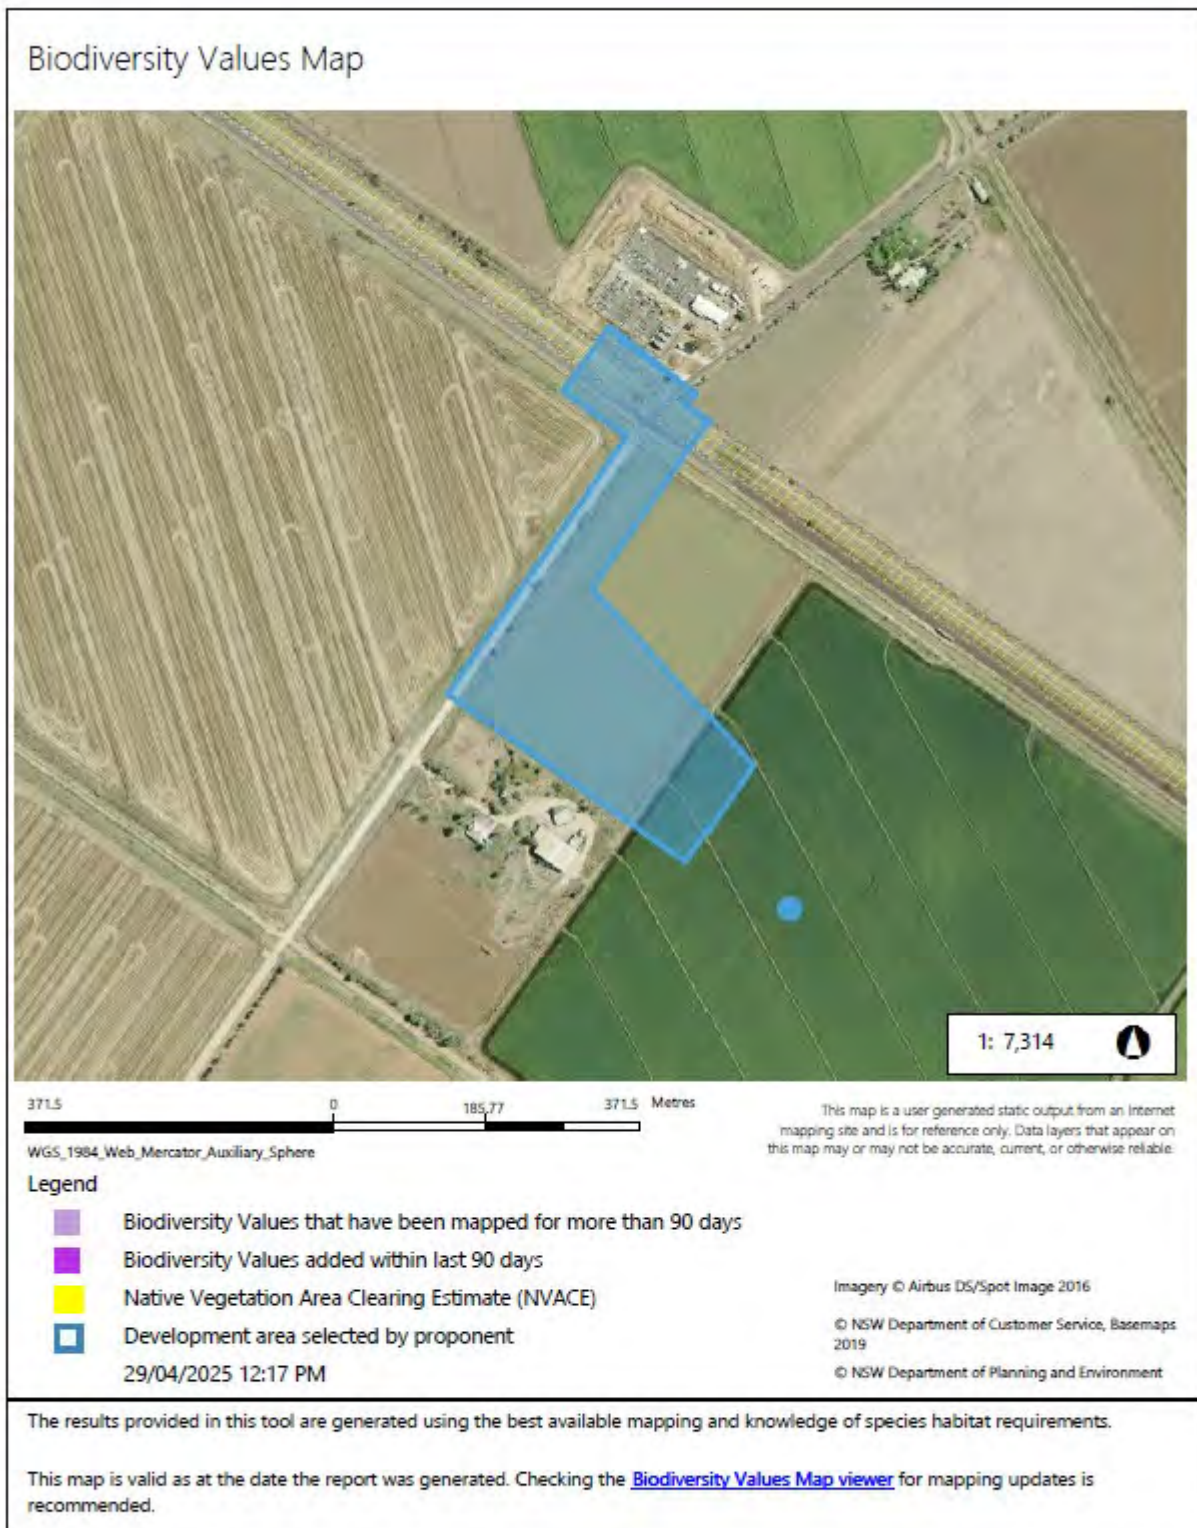 Biodiversity Values Map
1: 7,314
371.5 0 185.77 371.5 Metres
WGS_1984_Web_Mercator_Auxiliary_Sphere
This map is a user generated static output from an Internet
mapping site and is for reference only. Data layers that appear on
this map may or may not be accurate, current, or otherwise reliable.
Legend
Biodiversity Values that have been mapped for more than 90 days
Biodiversity Values added within last 90 days
Native Vegetation Area Clearing Estimate (NVACE)
Development area selected by proponent
29/04/2025 12:17 PM
Imagery © Airbus DS/Spot Image 2016
© NSW Department of Customer Service, Basemaps
2019
© NSW Department of Planning and Environment
The results provided in this tool are generated using the best available mapping and knowledge of species habitat requirements.
This map is valid as at the date the report was generated. Checking the Biodiversity Values Map viewer for mapping updates is
recommended.